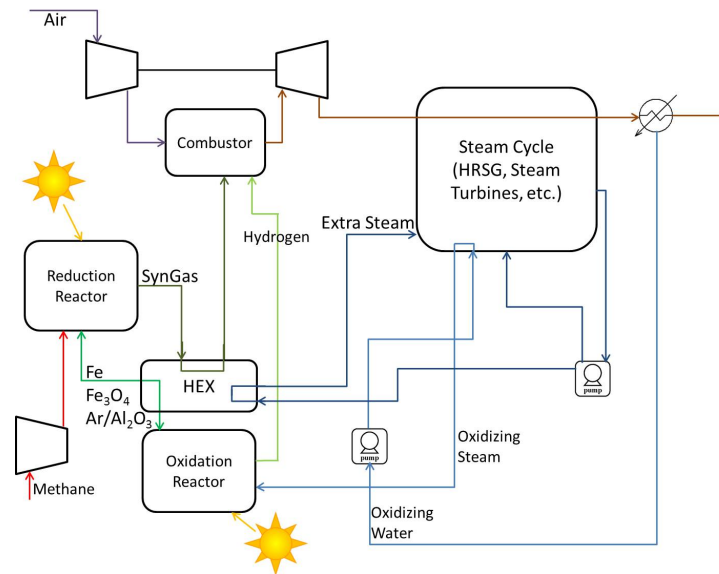 Air
Combustor
Steam Cycle
(HRSG, Steam
Turbines, etc.)
Extra Steam
Hydrogen
Reduction
Reactor
SynGas
Fe
Fe₃O₄
Ar/Al₂O₃
HEX
pump
pump
Oxidation
Reactor
Oxidizing
Steam
Methane
Oxidizing
Water